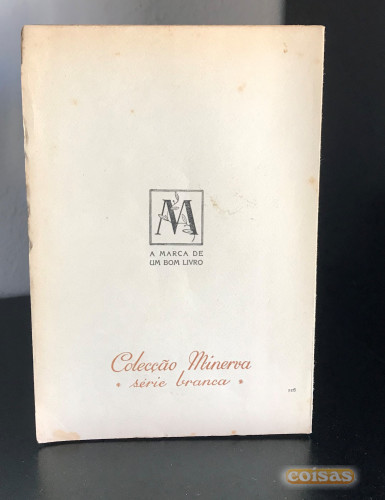 M
A MARCA DE
UM BOM LIVRO
Colecção Minerva
• série branca •
coisas